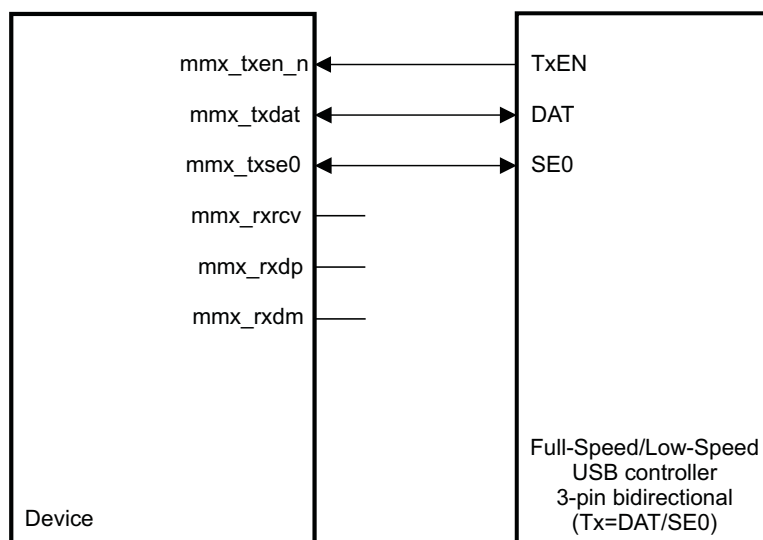 mmx_txen_n TxEN
mmx_txdat DAT
mmx_txse0 SE0
mmx_rxrcv
mmx_rxdp
mmx_rxdm
Full-Speed/Low-Speed
USB controller
3-pin bidirectional
(Tx=DAT/SE0)
Device